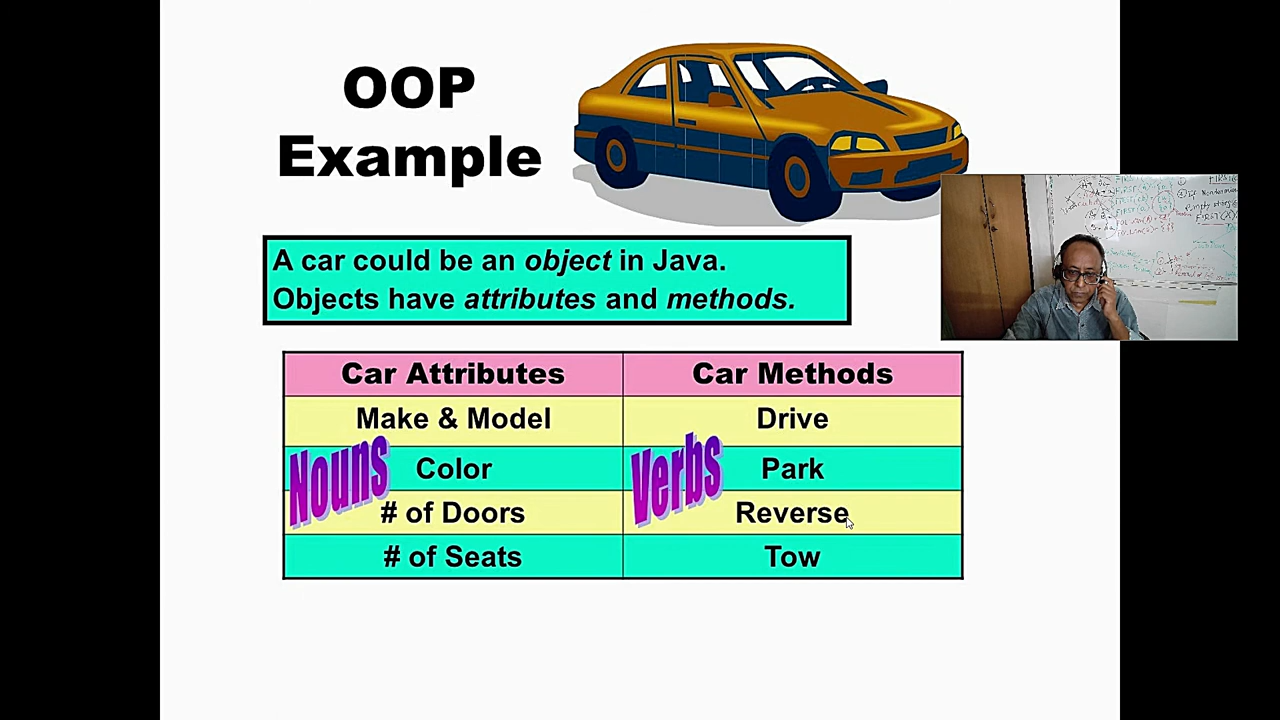 OOP
Example
A car could be an object in Java.
Objects have attributes and methods.
Car Attributes
Car Methods
Make & Model
Drive
Nouns
Color
Verbs
Park
# of Doors
Reverse
# of Seats
Tow